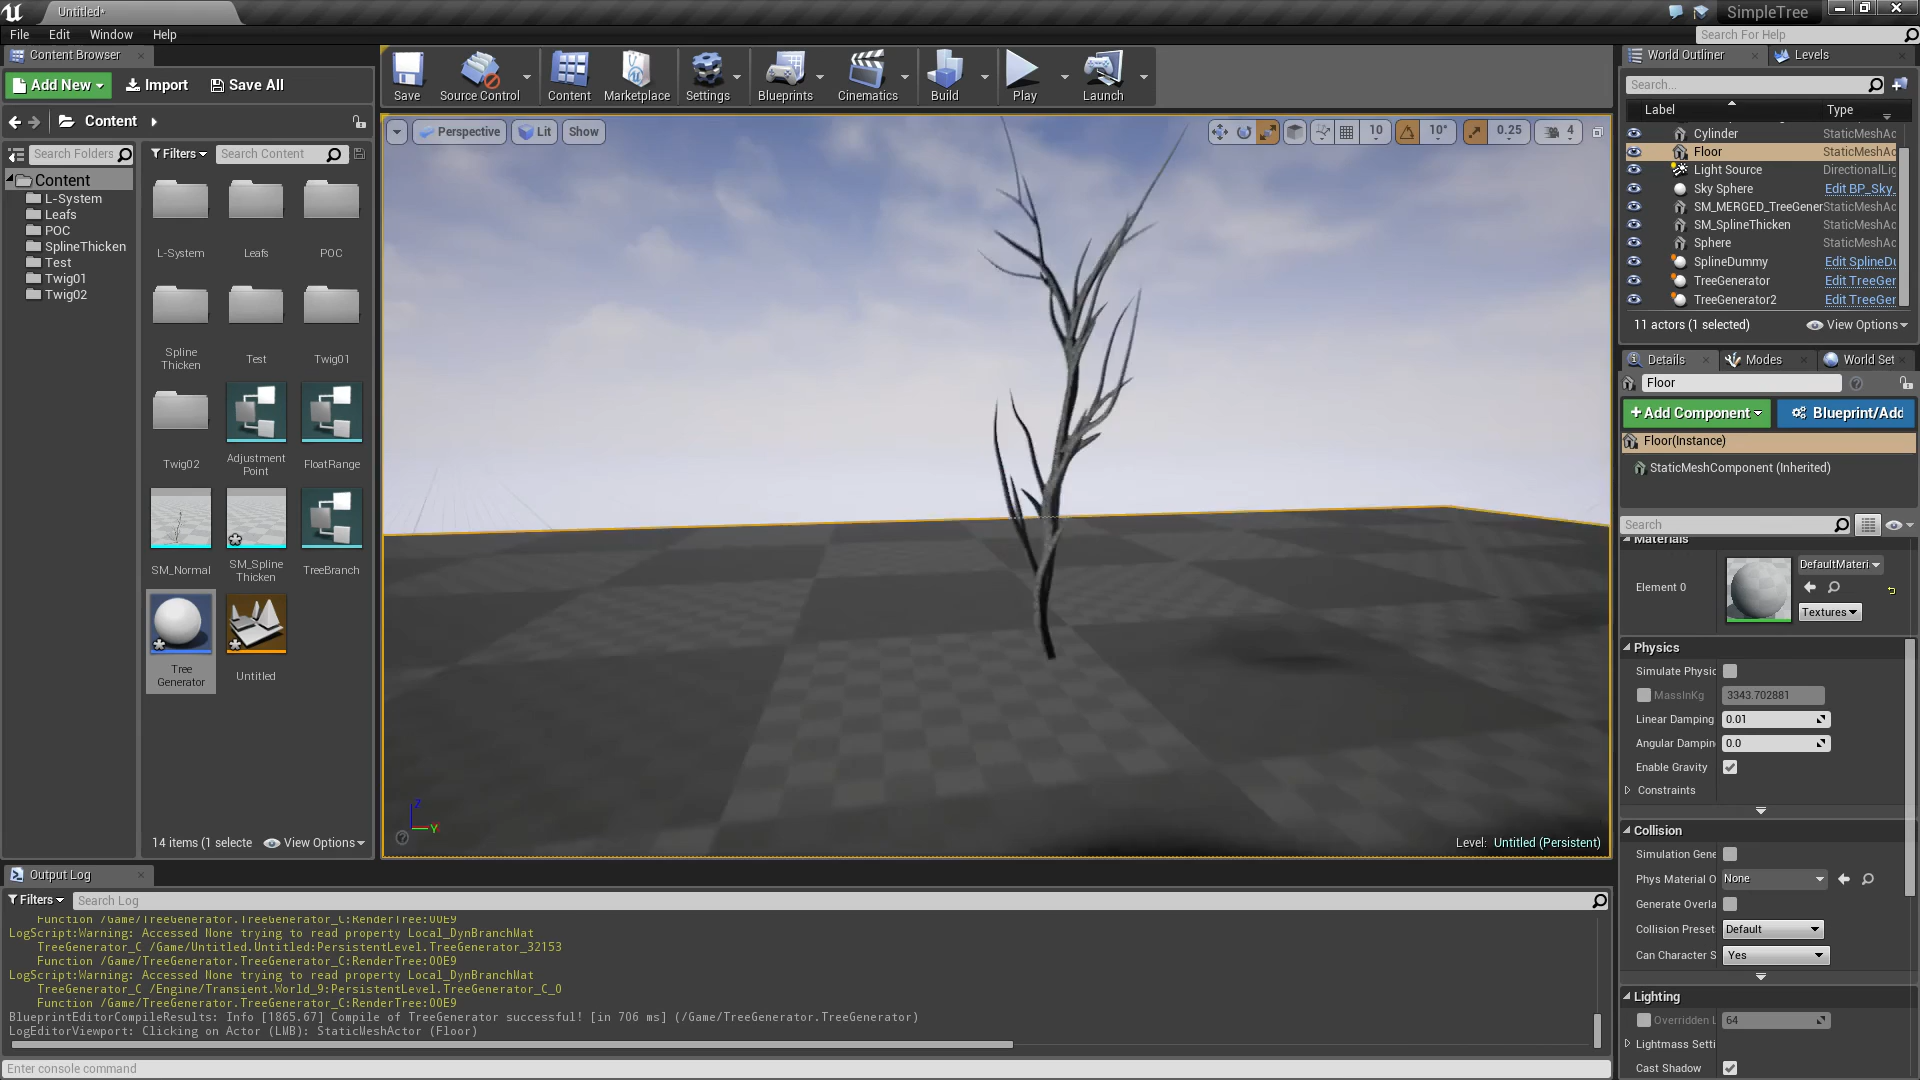 Untitled*
SimpleTree
File Edit Window Help
Search For Help
Content Browser
Add New
Import
Save All
Content
Search Folders
Filters
Search Content
Content
L-System
Leafs
POC
SplineThicken
Test
Twig01
Twig02
L-System
Leafs
POC
Spline Thicken
Test
Twig01
Twig02
Adjustment Point
FloatRange
SM_Normal
SM_Spline Thicken
TreeBranch
Tree Generator
Untitled
14 items (1 selecte
View Options
Save
Source Control
Content
Marketplace
Settings
Blueprints
Cinematics
Build
Play
Launch
Perspective
Lit
Show
10
10°
0.25
4
Z
Y
Level: Untitled (Persistent)
World Outliner
Levels
Search...
Label Type
Cylinder StaticMeshAc
Floor StaticMeshAc
Light Source DirectionalLig
Sky Sphere Edit BP_Sky_
SM_MERGED_TreeGener StaticMeshAc
SM_SplineThicken StaticMeshAc
Sphere StaticMeshAc
SplineDummy Edit SplineDu
TreeGenerator Edit TreeGer
TreeGenerator2 Edit TreeGer
11 actors (1 selected)
View Options
Details
Modes
World Set
Floor
+Add Component
Blueprint/Add
Floor(Instance)
StaticMeshComponent (Inherited)
Search
Materials
Element 0
DefaultMateri
Textures
Physics
Simulate Physic
MassInKg 3343.702881
Linear Damping 0.01
Angular Dampin 0.0
Enable Gravity
Constraints
Collision
Simulation Gene
Phys Material O None
Generate Overla
Collision Preset Default
Can Character S Yes
Lighting
Overridden L 64
Lightmass Setti
Cast Shadow
Output Log
Filters
Search Log
Function /Game/TreeGenerator.TreeGenerator_C:RenderTree:00E9
LogScript:Warning: Accessed None trying to read property Local_DynBranchMat
TreeGenerator_C /Game/Untitled.Untitled:PersistentLevel.TreeGenerator_32153
Function /Game/TreeGenerator.TreeGenerator_C:RenderTree:00E9
LogScript:Warning: Accessed None trying to read property Local_DynBranchMat
TreeGenerator_C /Engine/Transient.World_9:PersistentLevel.TreeGenerator_C_0
Function /Game/TreeGenerator.TreeGenerator_C:RenderTree:00E9
BlueprintEditorCompileResults: Info [1865.67] Compile of TreeGenerator successful! [in 706 ms] (/Game/TreeGenerator.TreeGenerator)
LogEditorViewport: Clicking on Actor (LMB): StaticMeshActor (Floor)
Enter console command